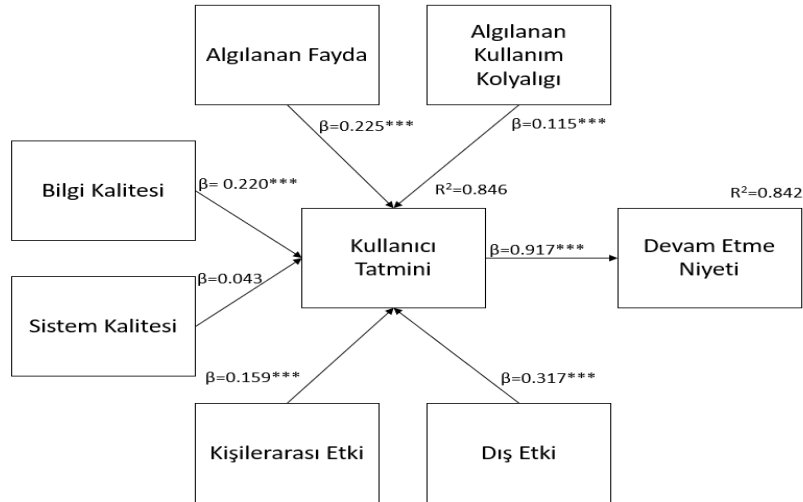 Algılanan Fayda
Algılanan
Kullanım
Kolyalıgı
β=0.225***
β=0.115***
Bilgi Kalitesi
β= 0.220***
R²=0.846
R²=0.842
Kullanıcı
Tatmini
β=0.917***
Devam Etme
Niyeti
Sistem Kalitesi
β=0.043
β=0.159***
β=0.317***
Kişilerarası Etki
Dış Etki